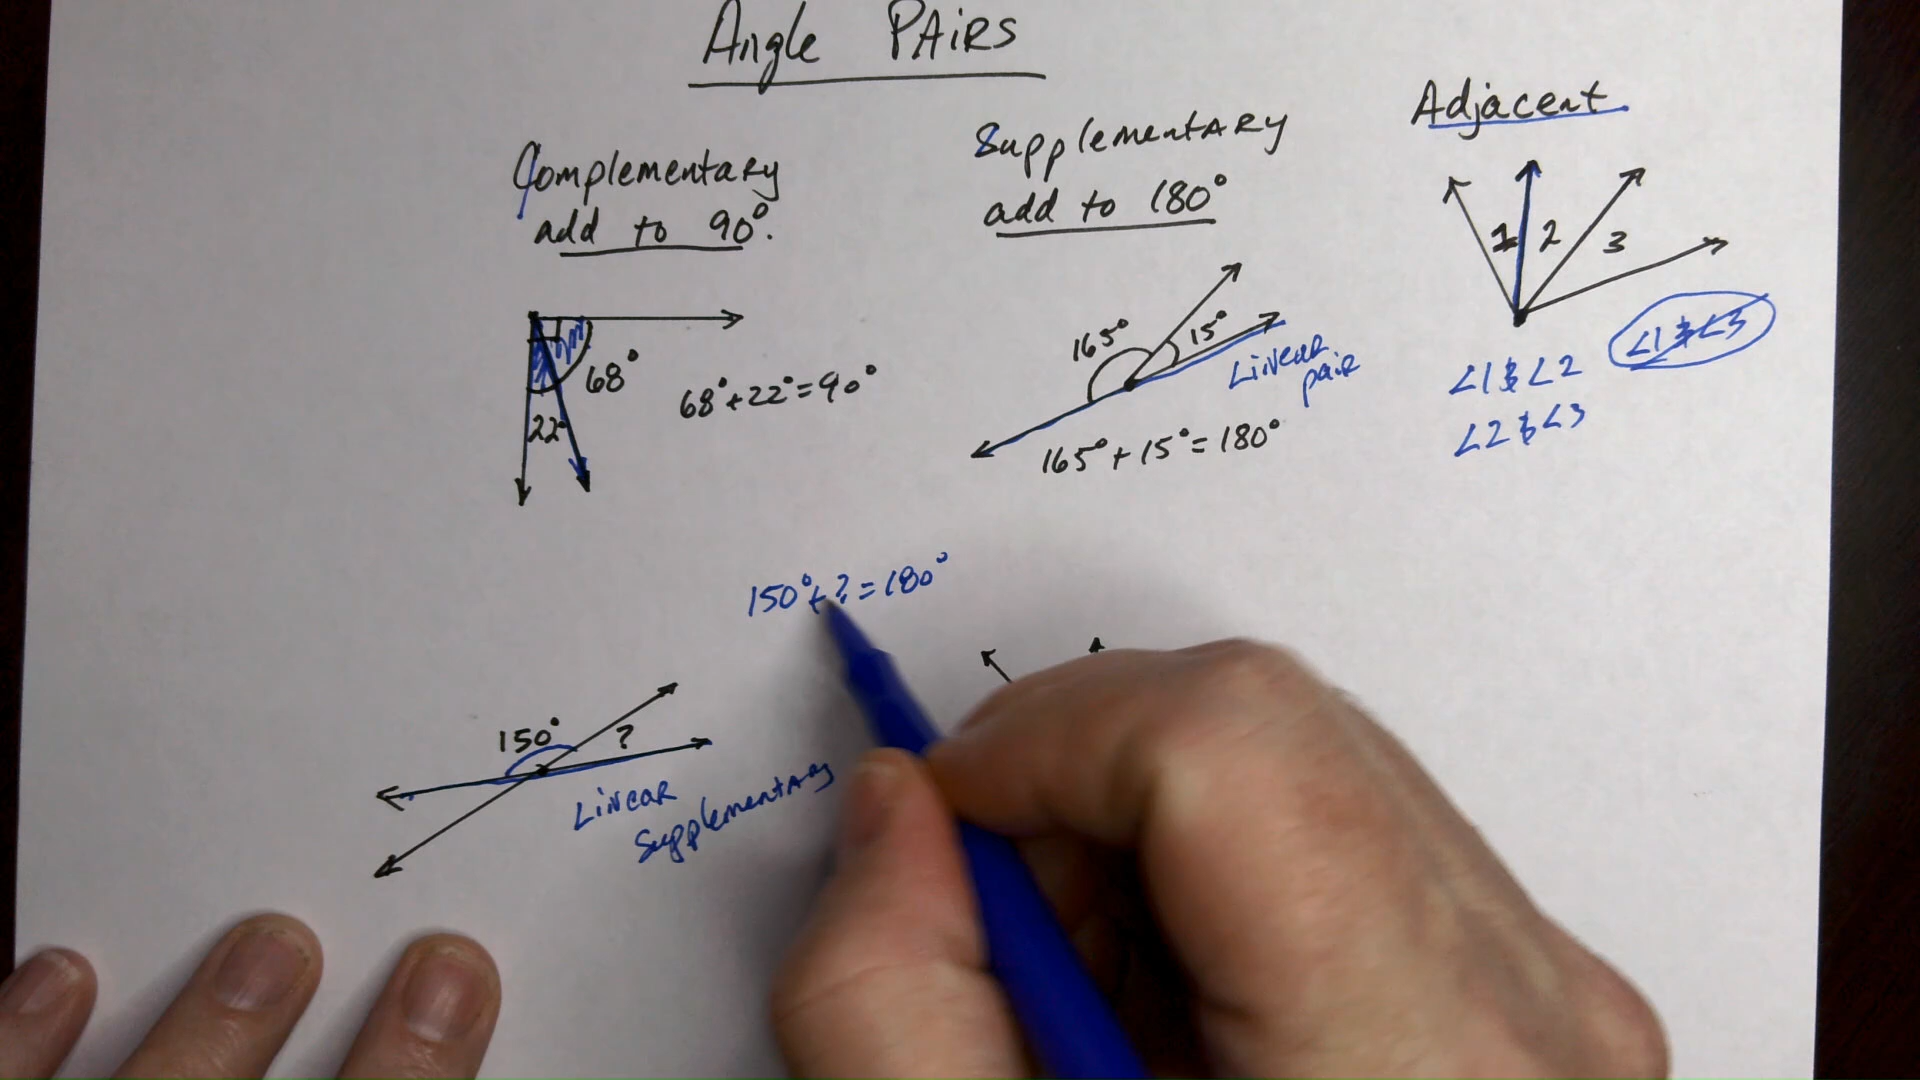 Angle PAIRS
Complementary
add to 90°.
68°
22°
68°+22°=90°
Supplementary
add to 180°
165°
15°
Linear
pair
165°+15°=180°
Adjacent
1 2 3
∠1&∠2
∠1&∠3
∠2&∠3
150°+?=180°
150°
?
Linear
Supplementary